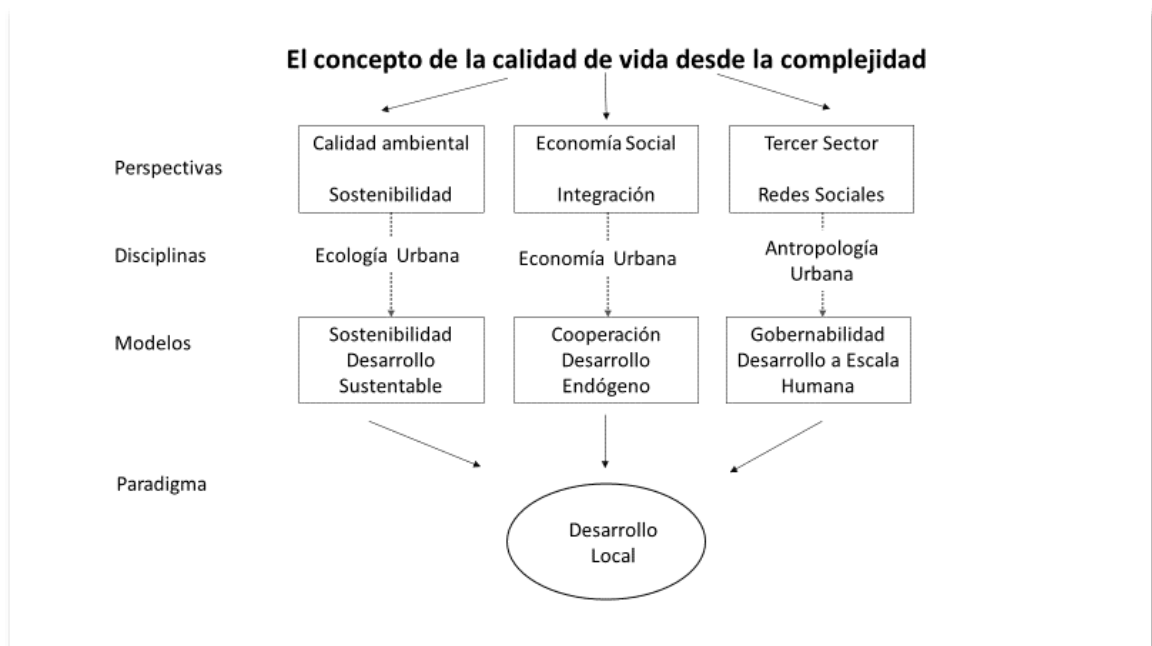 El concepto de la calidad de vida desde la complejidad
Perspectivas
Calidad ambiental
Sostenibilidad
Economía Social
Integración
Tercer Sector
Redes Sociales
Disciplinas
Ecología Urbana
Economía Urbana
Antropología
Urbana
Modelos
Sostenibilidad
Desarrollo
Sustentable
Cooperación
Desarrollo
Endógeno
Gobernabilidad
Desarrollo a Escala
Humana
Paradigma
Desarrollo
Local